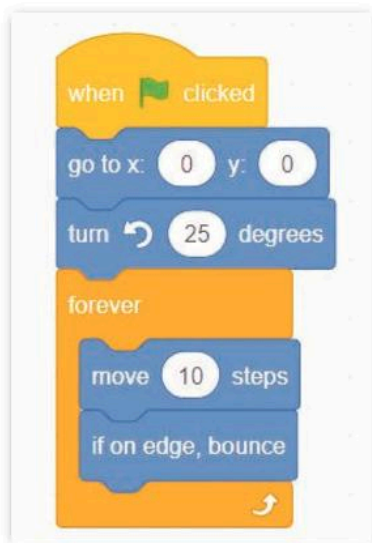 when clicked
go to x: 0 y: 0
turn 25 degrees
forever
move 10 steps
if on edge, bounce